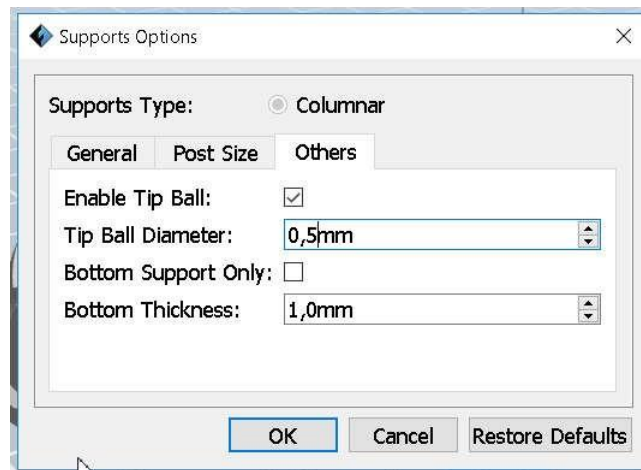 Supports Options
Supports Type: Columnar
General Post Size Others
Enable Tip Ball:
Tip Ball Diameter: 0,5mm
Bottom Support Only:
Bottom Thickness: 1,0mm
OK Cancel Restore Defaults